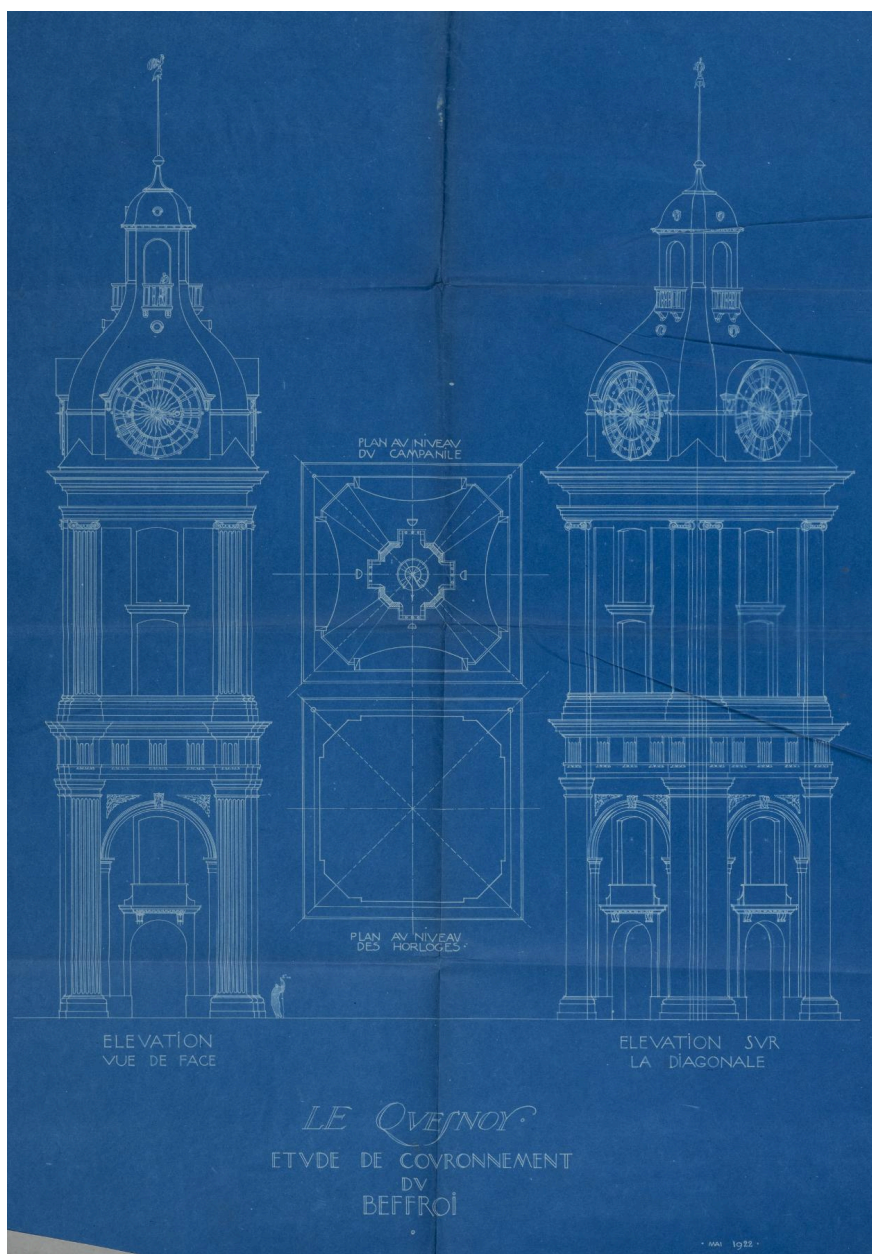 PLAN AV NIVEAV
DV CAMPANILE
PLAN AV NIVEAV
DES HORLOGES.
ELEVATION
VUE DE FACE
ELEVATION SVR
LA DIAGONALE
LE QVESNOY.
ETVDE DE COVRONNEMENT
DV
BEFFROI
· MAI 1922 ·